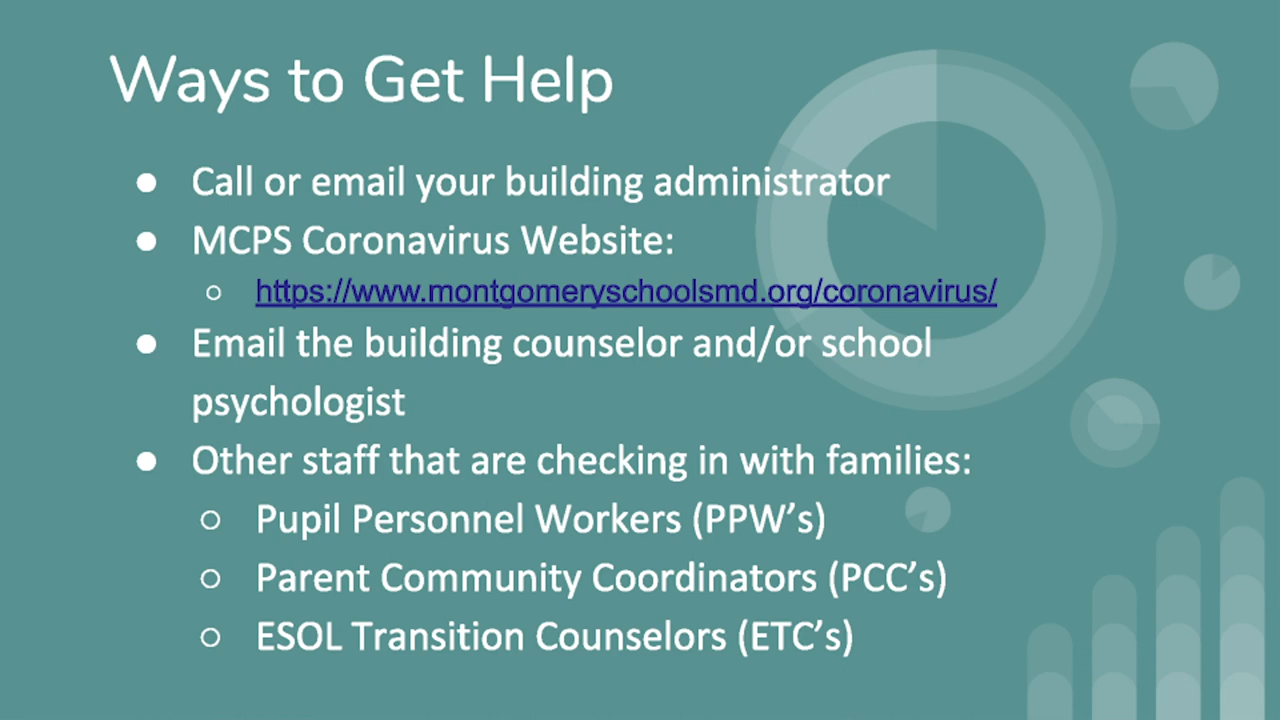 Ways to Get Help
● Call or email your building administrator
● MCPS Coronavirus Website:
○ https://www.montgomeryschoolsmd.org/coronavirus/
● Email the building counselor and/or school
psychologist
● Other staff that are checking in with families:
○ Pupil Personnel Workers (PPW’s)
○ Parent Community Coordinators (PCC’s)
○ ESOL Transition Counselors (ETC’s)